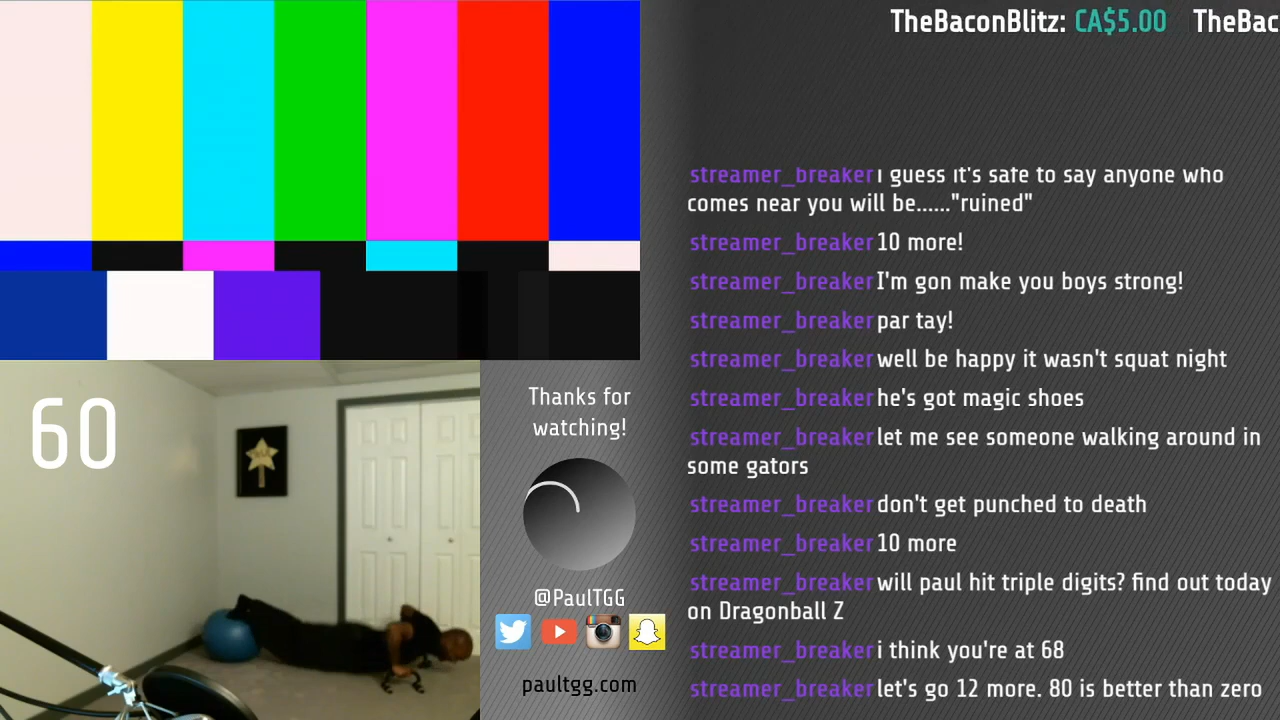 TheBaconBlitz: CA$5.00 TheBac
streamer_breaker i guess it's safe to say anyone who
comes near you will be......"ruined"
streamer_breaker 10 more!
streamer_breaker I'm gon make you boys strong!
streamer_breaker par tay!
streamer_breaker well be happy it wasn't squat night
streamer_breaker he's got magic shoes
streamer_breaker let me see someone walking around in
some gators
streamer_breaker don't get punched to death
streamer_breaker 10 more
streamer_breaker will paul hit triple digits? find out today
on Dragonball Z
streamer_breaker i think you're at 68
streamer_breaker let's go 12 more. 80 is better than zero
60
Thanks for
watching!
@PaulTGG
paultgg.com